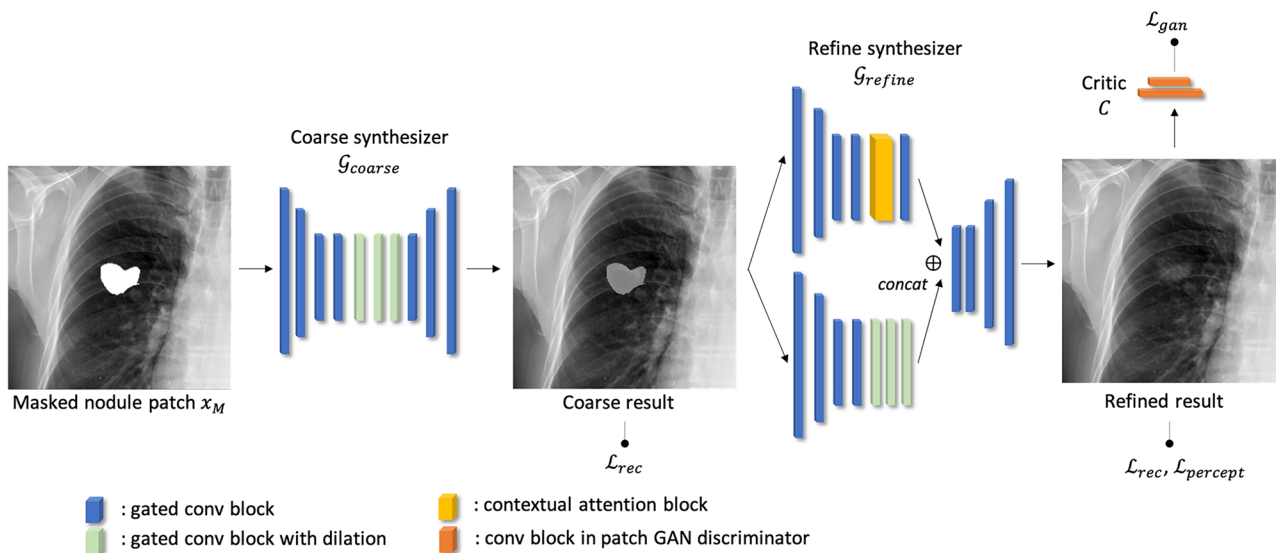 Coarse synthesizer
𝒢coarse
Masked nodule patch xM
Coarse result
ℒrec
Refine synthesizer
𝒢refine
⊕
concat
ℒgan
Critic
C
Refined result
ℒrec, ℒpercept
: gated conv block
: contextual attention block
: gated conv block with dilation
: conv block in patch GAN discriminator